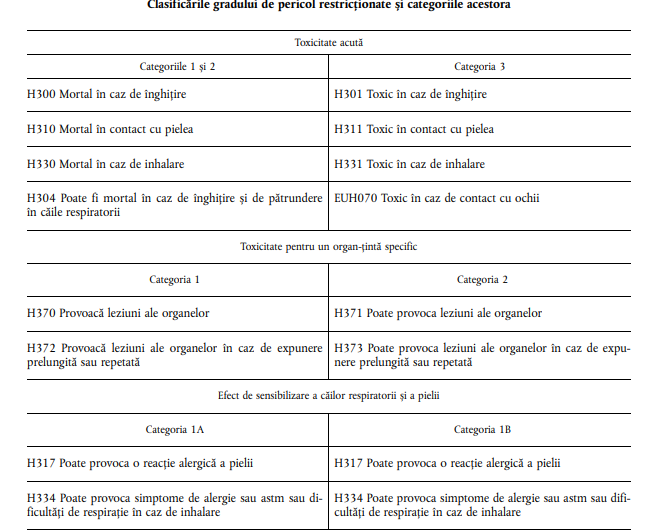 Clasificările gradului de pericol restricționate și categoriile acestora
Toxicitate acută
Categoriile 1 și 2
Categoria 3
H300 Mortal în caz de înghițire
H301 Toxic în caz de înghițire
H310 Mortal în contact cu pielea
H311 Toxic în contact cu pielea
H330 Mortal în caz de inhalare
H331 Toxic în caz de inhalare
H304 Poate fi mortal în caz de înghițire și de pătrundere
în căile respiratorii
EUH070 Toxic în caz de contact cu ochii
Toxicitate pentru un organ-țintă specific
Categoria 1
Categoria 2
H370 Provoacă leziuni ale organelor
H371 Poate provoca leziuni ale organelor
H372 Provoacă leziuni ale organelor în caz de expunere
prelungită sau repetată
H373 Poate provoca leziuni ale organelor în caz de expu-
nere prelungită sau repetată
Efect de sensibilizare a căilor respiratorii și a pielii
Categoria 1A
Categoria 1B
H317 Poate provoca o reacție alergică a pielii
H317 Poate provoca o reacție alergică a pielii
H334 Poate provoca simptome de alergie sau astm sau di-
ficultăți de respirație în caz de inhalare
H334 Poate provoca simptome de alergie sau astm sau difi-
cultăți de respirație în caz de inhalare